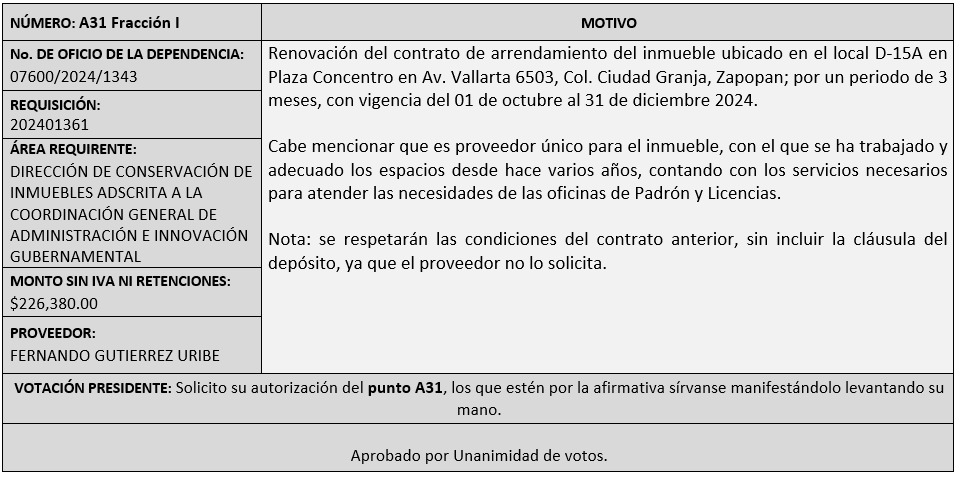 NÚMERO: A31 Fracción I
MOTIVO
No. DE OFICIO DE LA DEPENDENCIA:
07600/2024/1343
REQUISICIÓN:
202401361
ÁREA REQUIRENTE:
DIRECCIÓN DE CONSERVACIÓN DE
INMUEBLES ADSCRITA A LA
COORDINACIÓN GENERAL DE
ADMINISTRACIÓN E INNOVACIÓN
GUBERNAMENTAL
MONTO SIN IVA NI RETENCIONES:
$226,380.00
PROVEEDOR:
FERNANDO GUTIERREZ URIBE
Renovación del contrato de arrendamiento del inmueble ubicado en el local D-15A en
Plaza Concentro en Av. Vallarta 6503, Col. Ciudad Granja, Zapopan; por un periodo de 3
meses, con vigencia del 01 de octubre al 31 de diciembre 2024.
Cabe mencionar que es proveedor único para el inmueble, con el que se ha trabajado y
adecuado los espacios desde hace varios años, contando con los servicios necesarios
para atender las necesidades de las oficinas de Padrón y Licencias.
Nota: se respetarán las condiciones del contrato anterior, sin incluir la cláusula del
depósito, ya que el proveedor no lo solicita.
VOTACIÓN PRESIDENTE: Solicito su autorización del punto A31, los que estén por la afirmativa sírvanse manifestándolo levantando su
mano.
Aprobado por Unanimidad de votos.